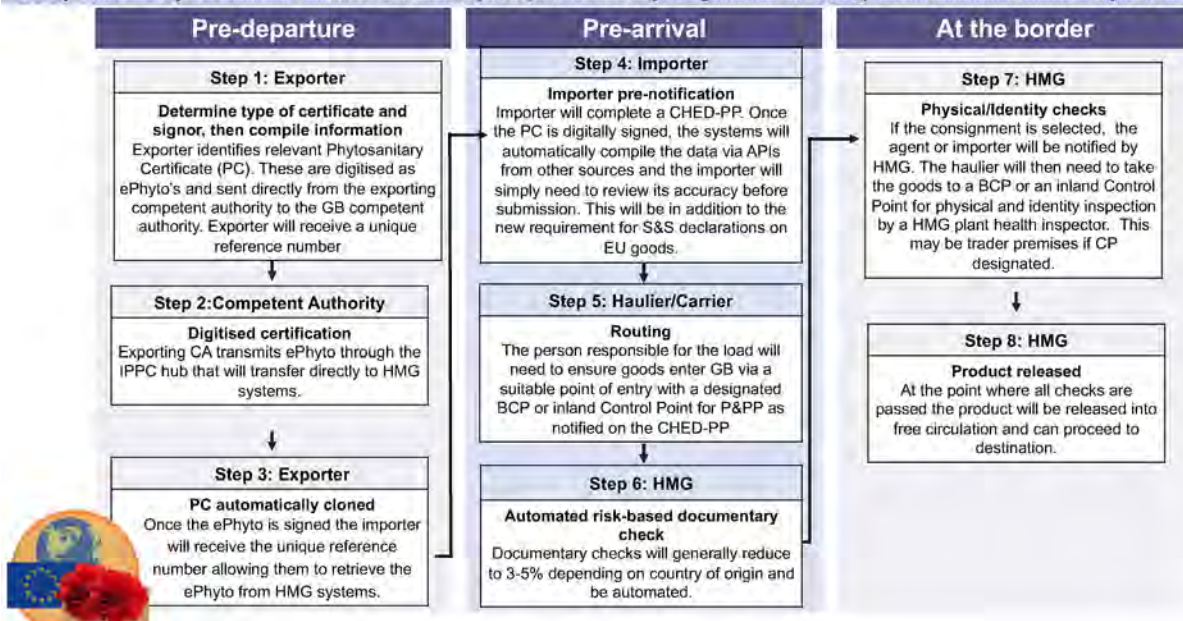 Pre-departure
Step 1: Exporter
Determine type of certificate and
signor, then compile information
Exporter identifies relevant Phytosanitary
Certificate (PC). These are digitised as
ePhyto's and sent directly from the exporting
competent authority to the GB competent
authority. Exporter will receive a unique
reference number
Step 2:Competent Authority
Digitised certification
Exporting CA transmits ePhyto through the
IPPC hub that will transfer directly to HMG
systems.
Step 3: Exporter
PC automatically cloned
Once the ePhyto is signed the importer
will receive the unique reference
number allowing them to retrieve the
ePhyto from HMG systems.
Pre-arrival
Step 4: Importer
Importer pre-notification
Importer will complete a CHED-PP. Once
the PC is digitally signed, the systems will
automatically compile the data via APIs
from other sources and the importer will
simply need to review its accuracy before
submission. This will be in addition to the
new requirement for S&S declarations on
EU goods.
Step 5: Haulier/Carrier
Routing
The person responsible for the load will
need to ensure goods enter GB via a
suitable point of entry with a designated
BCP or inland Control Point for P&PP as
notified on the CHED-PP
Step 6: HMG
Automated risk-based documentary
check
Documentary checks will generally reduce
to 3-5% depending on country of origin and
be automated.
At the border
Step 7: HMG
Physical/Identity checks
If the consignment is selected, the
agent or importer will be notified by
HMG. The haulier will then need to take
the goods to a BCP or an inland Control
Point for physical and identity inspection
by a HMG plant health inspector. This
may be trader premises if CP
designated.
Step 8: HMG
Product released
At the point where all checks are
passed the product will be released into
free circulation and can proceed to
destination.